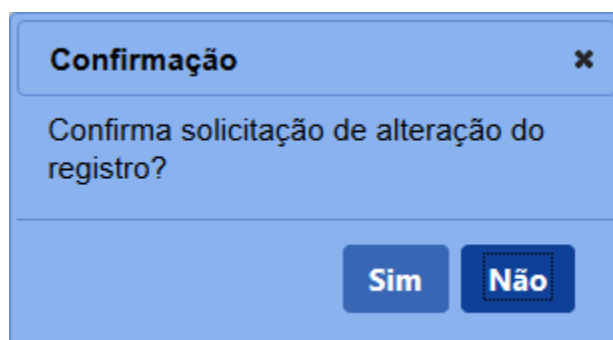 Confirmação
Confirma solicitação de alteração do
registro?
Sim Não